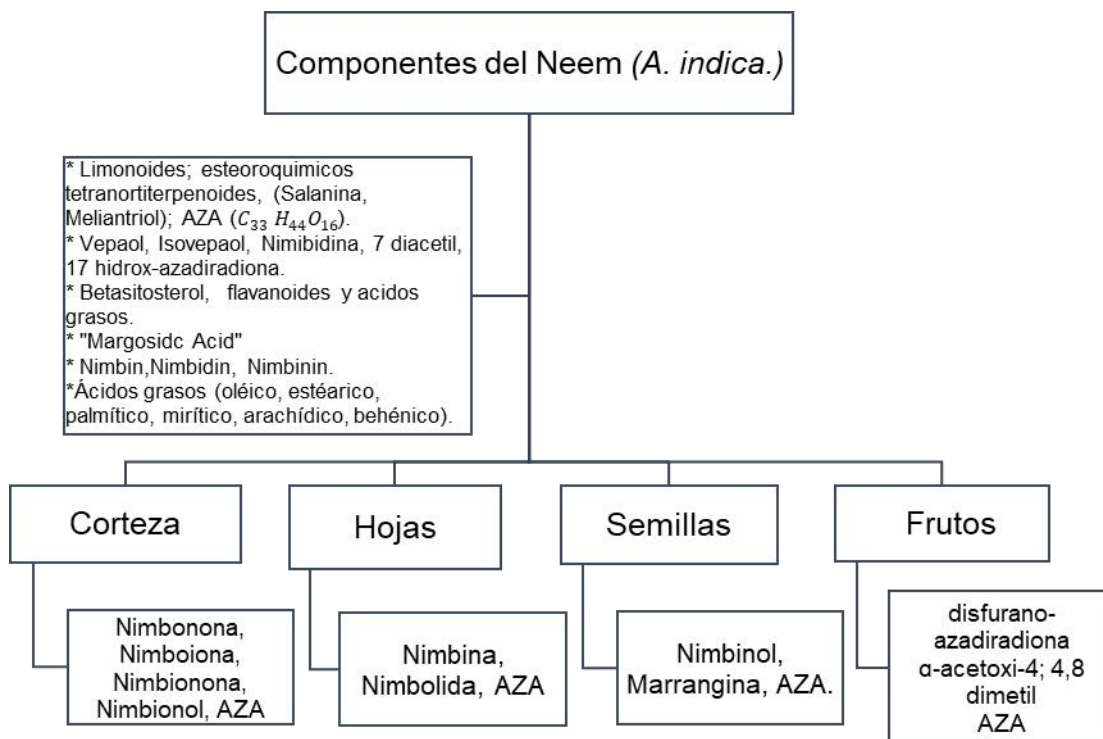 Componentes del Neem (A. indica.)
* Limonoides; esteoroquimicos
tetranortiterpenoides, (Salanina,
Meliantriol); AZA (C₃₃ H₄₄O₁₆).
* Vepaol, Isovepaol, Nimibidina, 7 diacetil,
17 hidrox-azadiradiona.
* Betasitosterol, flavanoides y acidos
grasos.
* "Margosidc Acid"
* Nimbin,Nimbidin, Nimbinin.
*Ácidos grasos (oléico, estéarico,
palmítico, mirítico, arachídico, behénico).
Corteza
Hojas
Semillas
Frutos
Nimbonona,
Nimboiona,
Nimbionona,
Nimbionol, AZA
Nimbina,
Nimbolida, AZA
Nimbinol,
Marrangina, AZA.
disfurano-
azadiradiona
α-acetoxi-4; 4,8
dimetil
AZA